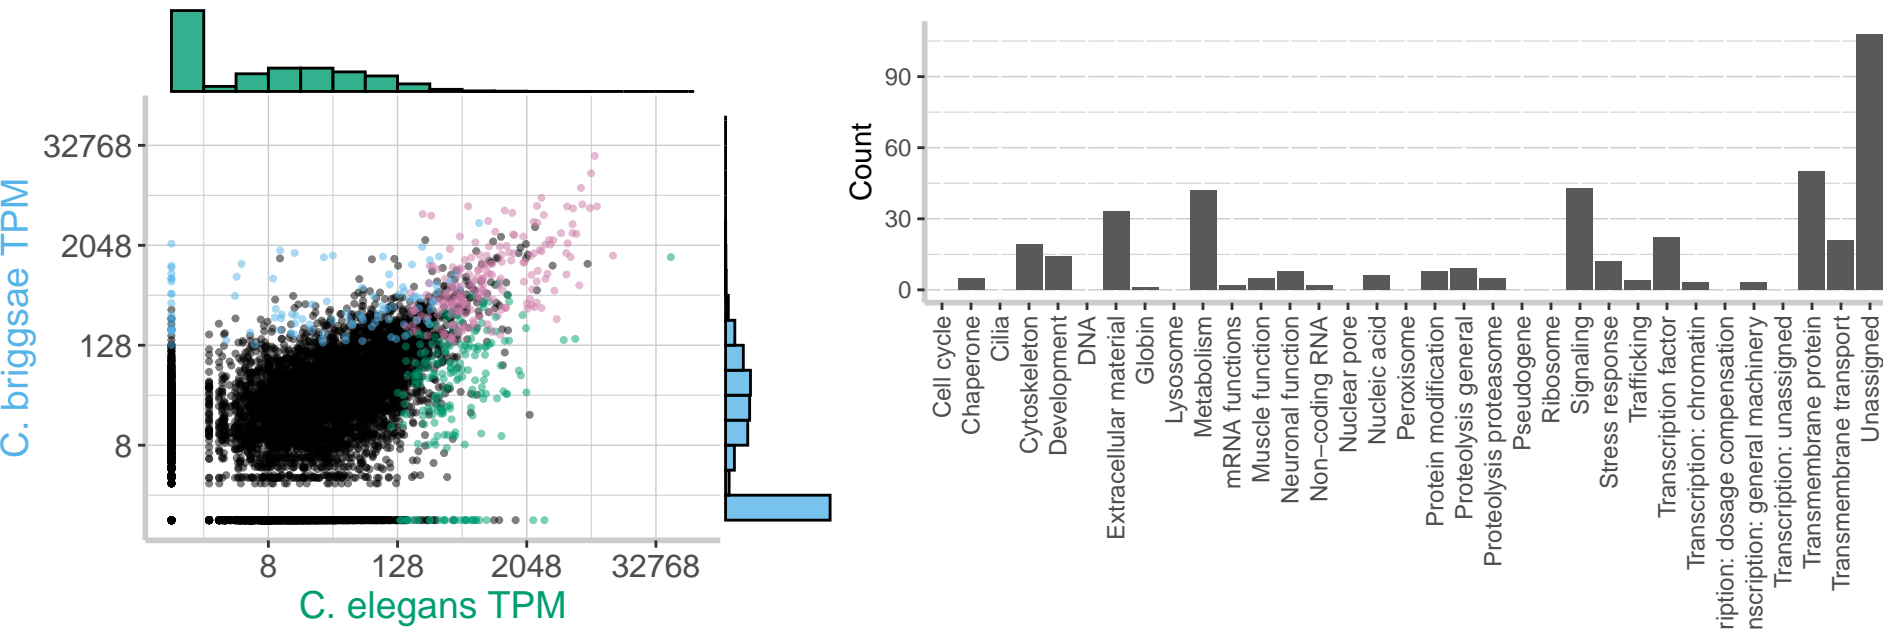 32768
2048
128
8
C. briggsae TPM
8
128
2048
32768
C. elegans TPM
Count
90
60
30
0
Cell cycle
Chaperone
Cilia
Cytoskeleton
Development
DNA
Extracellular material
Globin
Lysosome
Metabolism
mRNA functions
Muscle function
Neuronal function
Non−coding RNA
Nuclear pore
Nucleic acid
Peroxisome
Protein modification
Proteolysis general
Proteolysis proteasome
Pseudogene
Ribosome
Signaling
Stress response
Trafficking
Transcription factor
Transcription: chromatin
ription: dosage compensation
nscription: general machinery
Transcription: unassigned
Transmembrane protein
Transmembrane transport
Unassigned